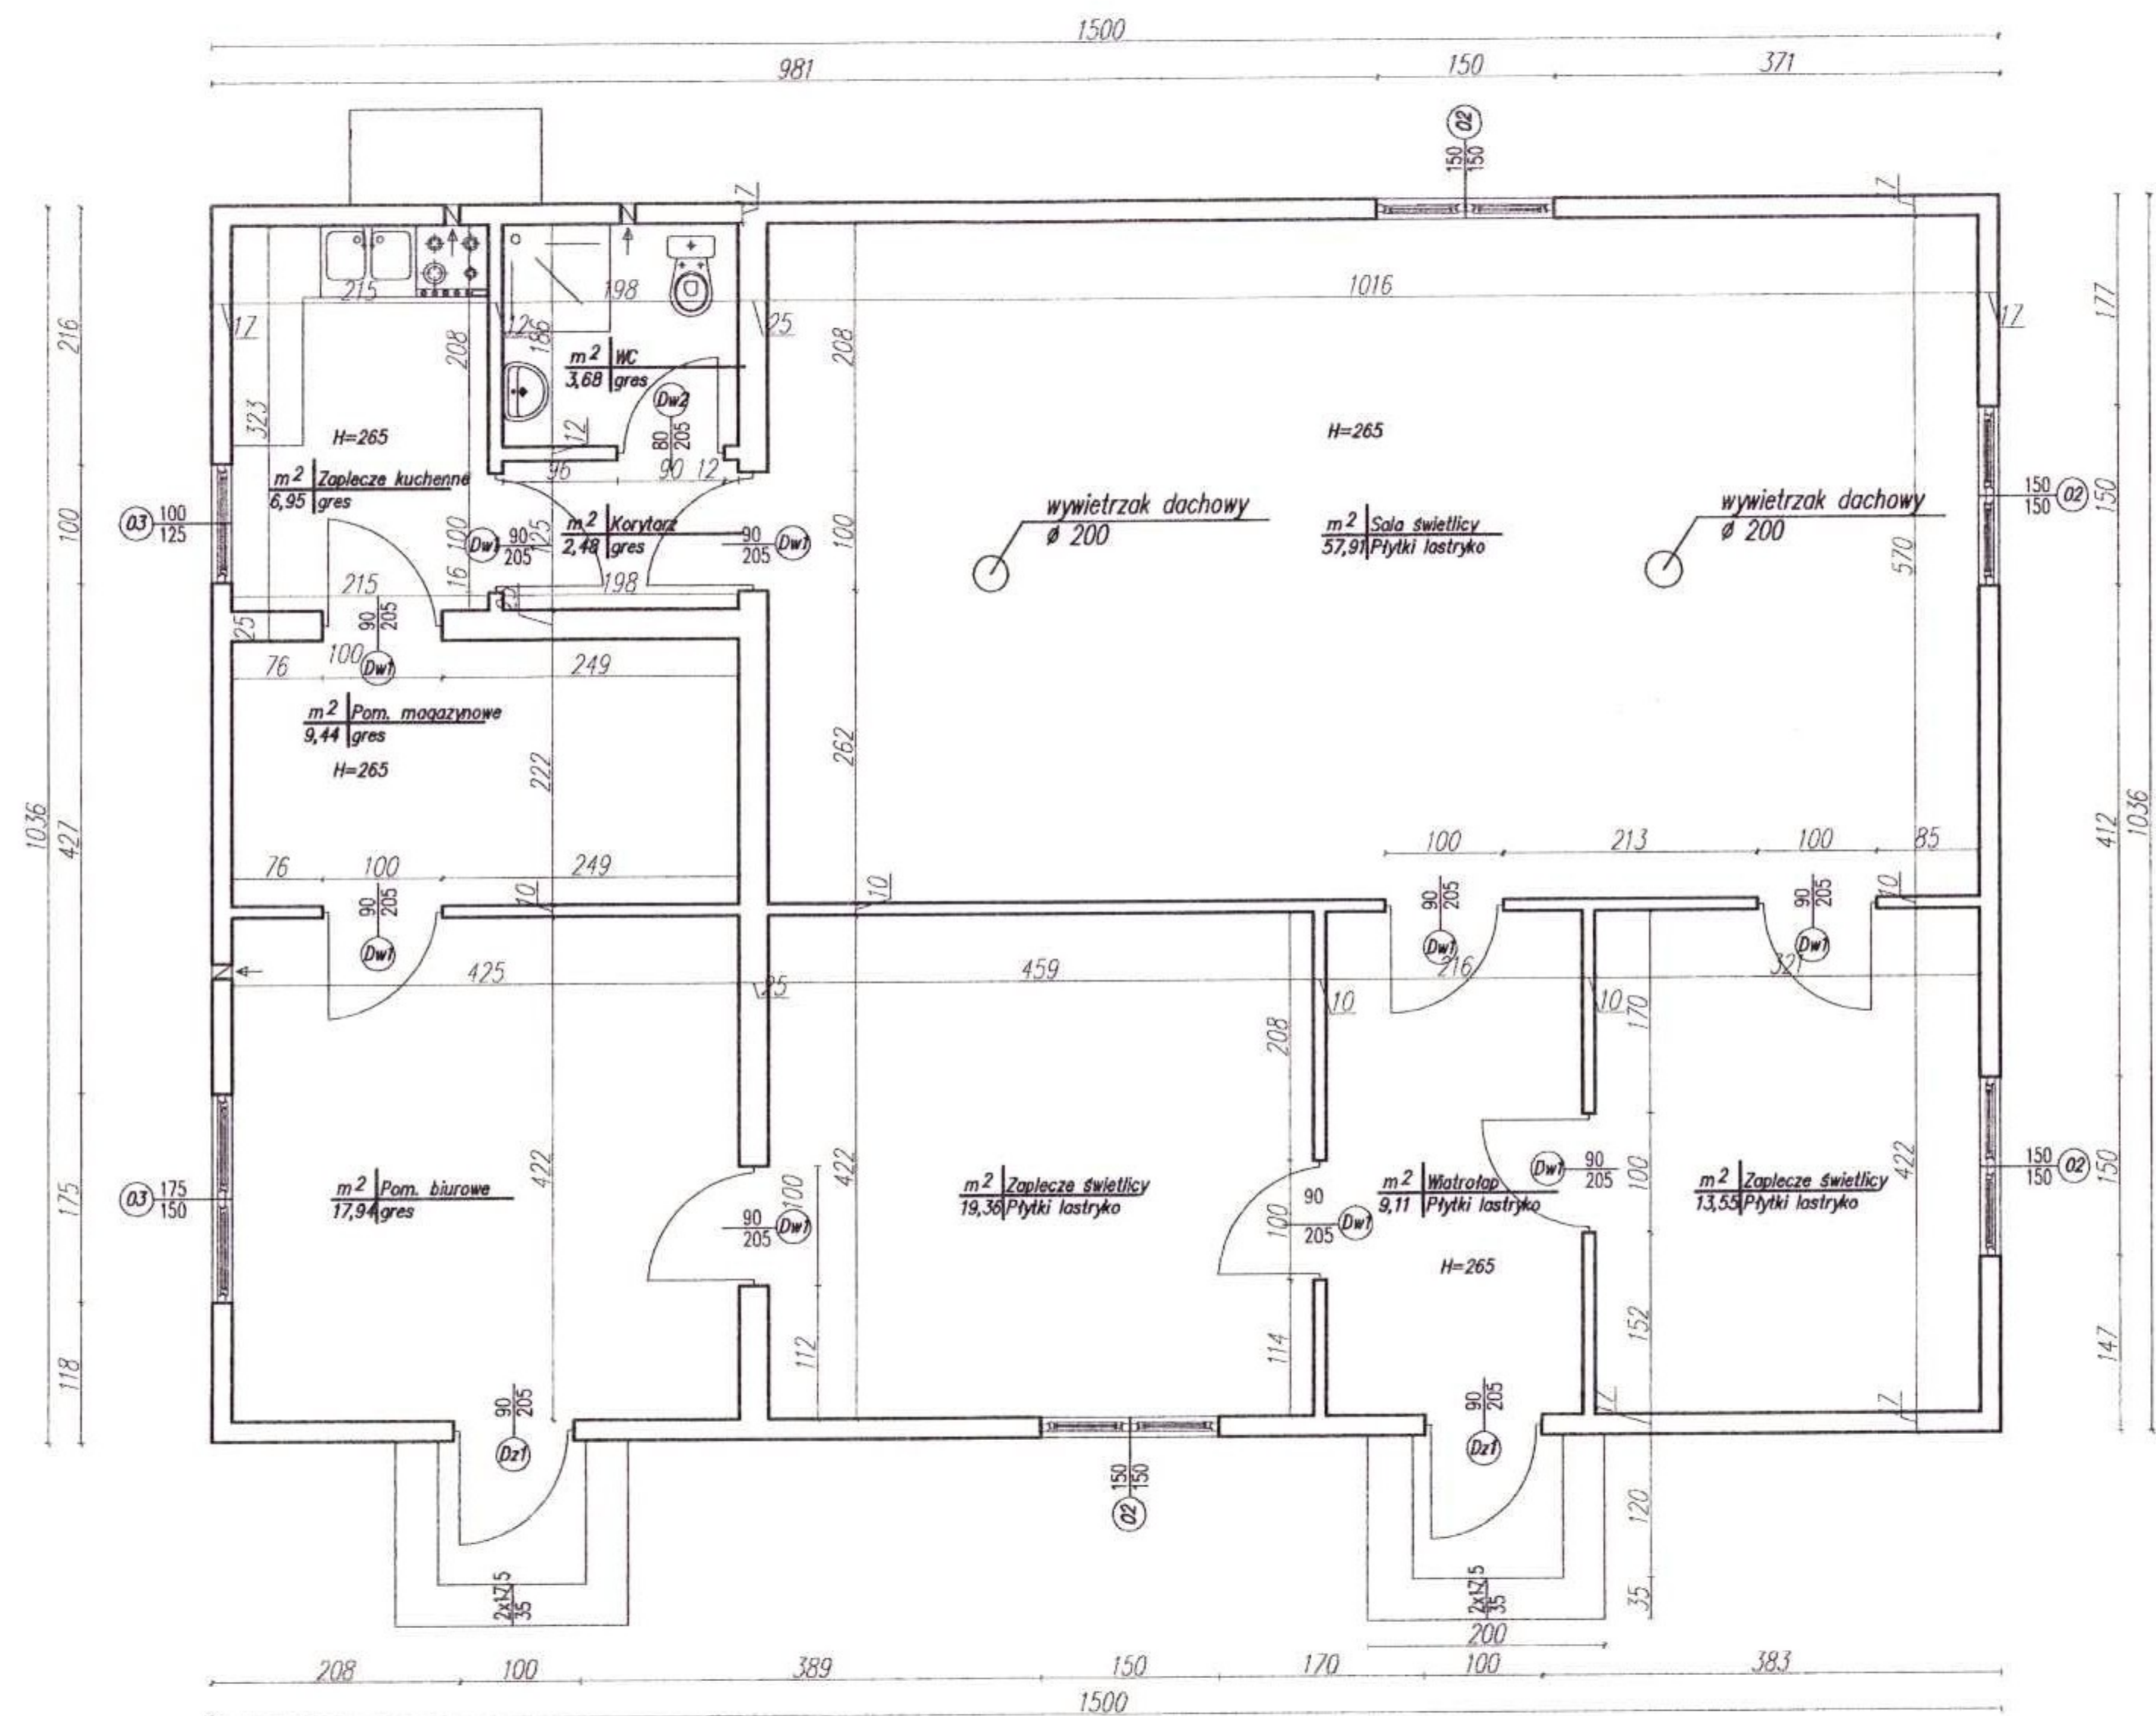 1500
981 150 371
02
150
150
17
17
215
198
1016
17
12
186
25
17
208
208
323
216
177
m2 WC
3,68 gres
Dw2
80
205
H=265
H=265
12
96
90
12
m2 Zaplecze kuchenne
6,95 gres
03
100
125
100
Dw1
90
205
100
16
125
m2 Korytarz
2,48 gres
90
205
Dw1
100
wywietrzak dachowy
ø 200
m2 Sala świetlicy
57,91 Płytki lastryko
wywietrzak dachowy
ø 200
570
150
150
02
150
215
198
25
25
90
205
Dw1
76 100 249
m2 Pom. magazynowe
9,44 gres
H=265
222
262
1036
427
412
1036
76 100 249
100 213 100 85
10
10
10
90
205
Dw1
90
205
Dw1
90
205
Dw1
425
25
459
10
216
10
321
208
170
422
422
422
03
175
150
175
m2 Pom. biurowe
17,94 gres
100
90
205
Dw1
m2 Zaplecze świetlicy
19,36 Płytki lastryko
100
90
205
Dw1
m2 Wiatrołap
9,11 Płytki lastryko
H=265
Dw1
90
205
100
m2 Zaplecze świetlicy
13,55 Płytki lastryko
150
150
02
150
118
112
114
152
147
17
17
90
205
Dz1
90
205
Dz1
150
150
02
120
35
2x17,5
35
2x17,5
35
200
208 100 389 150 170 100 383
1500